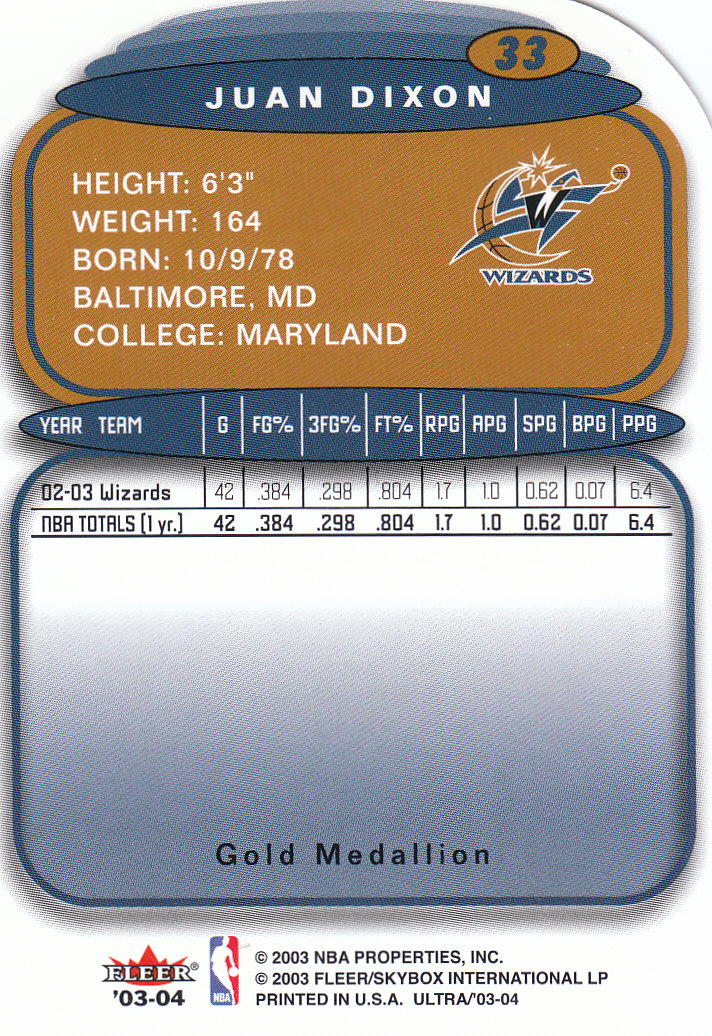 33
JUAN DIXON
HEIGHT: 6'3"
WEIGHT: 164
BORN: 10/9/78
BALTIMORE, MD
COLLEGE: MARYLAND
W
WIZARDS
YEAR TEAM G FG% 3FG% FT% RPG APG SPG BPG PPG
02-03 Wizards 42 .384 .298 .804 1.7 1.0 0.62 0.07 6.4
NBA TOTALS (1 yr.) 42 .384 .298 .804 1.7 1.0 0.62 0.07 6.4
Gold Medallion
FLEER®
'03-04
NBA
© 2003 NBA PROPERTIES, INC.
© 2003 FLEER/SKYBOX INTERNATIONAL LP
PRINTED IN U.S.A. ULTRA/'03-04